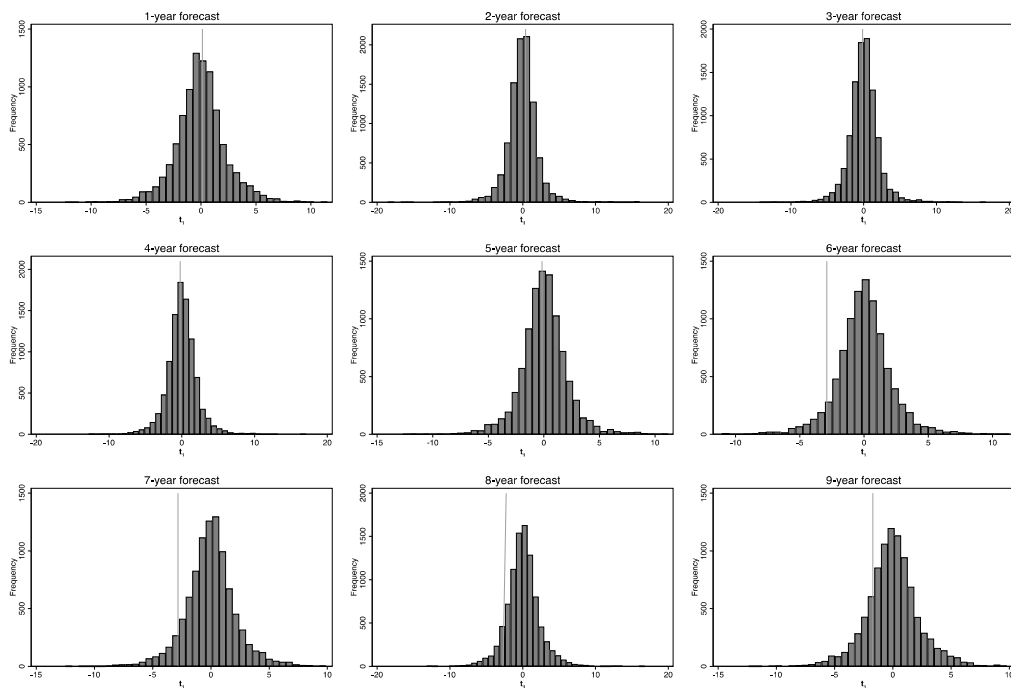 1-year forecast
Frequency
1500
1000
500
0
-15 -10 -5 0 5 10
t₁
2-year forecast
Frequency
2000
1500
1000
500
0
-20 -10 0 10 20
t₁
3-year forecast
Frequency
2000
1500
1000
500
0
-20 -10 0 10 20
t₁
4-year forecast
Frequency
2000
1500
1000
500
0
-20 -10 0 10 20
t₁
5-year forecast
Frequency
1500
1000
500
0
-15 -10 -5 0 5 10
t₁
6-year forecast
Frequency
1500
1000
500
0
-10 -5 0 5 10
t₁
7-year forecast
Frequency
1500
1000
500
0
-15 -10 -5 0 5 10
t₁
8-year forecast
Frequency
2000
1500
1000
500
0
-20 -10 0 10 20
t₁
9-year forecast
Frequency
1500
1000
500
0
-15 -10 -5 0 5 10
t₁